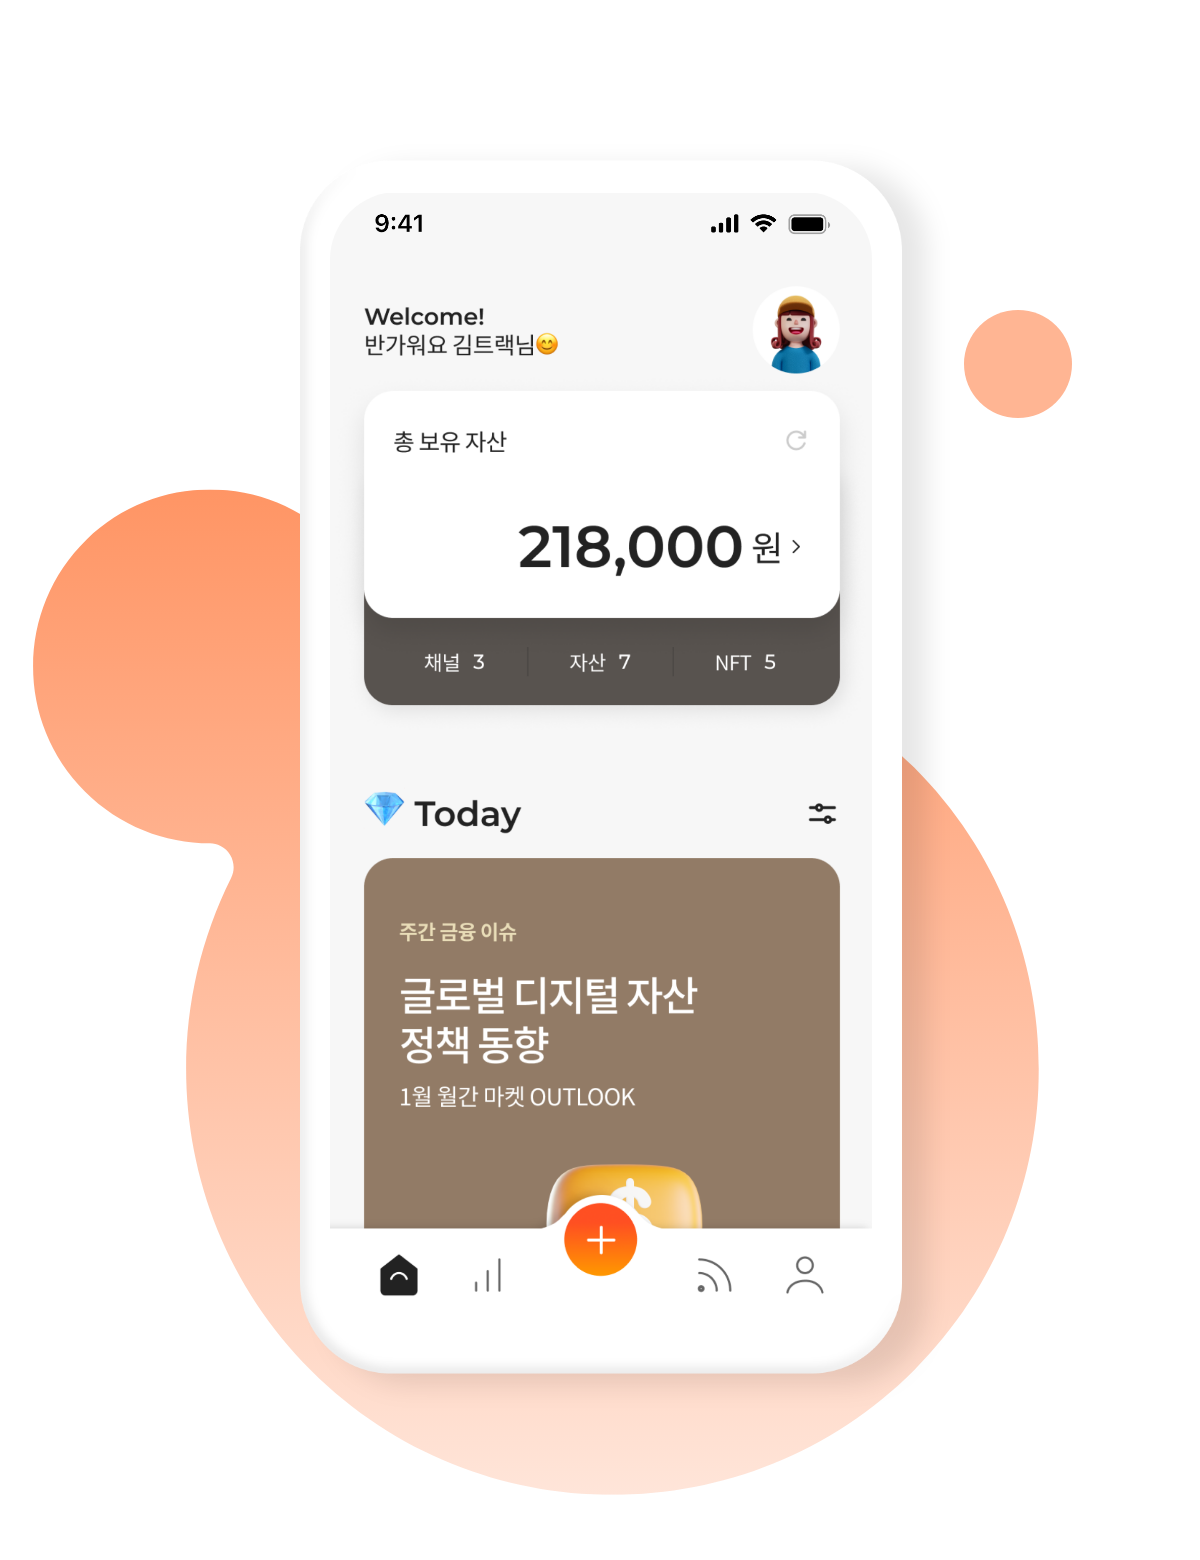 9:41
Welcome!
반가워요 김트랙님😊
총 보유 자산
218,000 원
채널 3 자산 7 NFT 5
Today
주간 금융 이슈
글로벌 디지털 자산
정책 동향
1월 월간 마켓 OUTLOOK